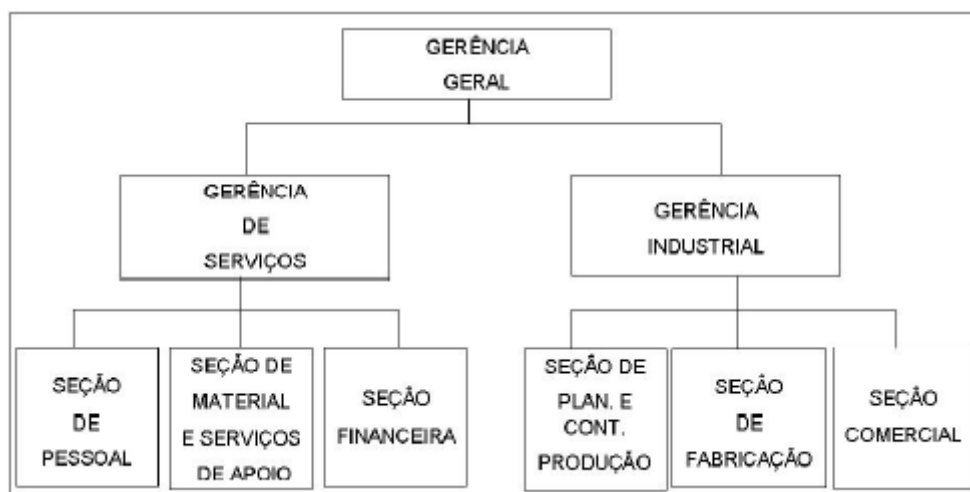 GERÊNCIA
GERAL
GERÊNCIA
DE
SERVIÇOS
GERÊNCIA
INDUSTRIAL
SEÇÃO
DE
PESSOAL
SEÇÃO DE
MATERIAL
E SERVIÇOS
DE APOIO
SEÇÃO
FINANCEIRA
SEÇÃO DE
PLAN. E
CONT.
PRODUÇÃO
SEÇÃO
DE
FABRICAÇÃO
SEÇÃO
COMERCIAL